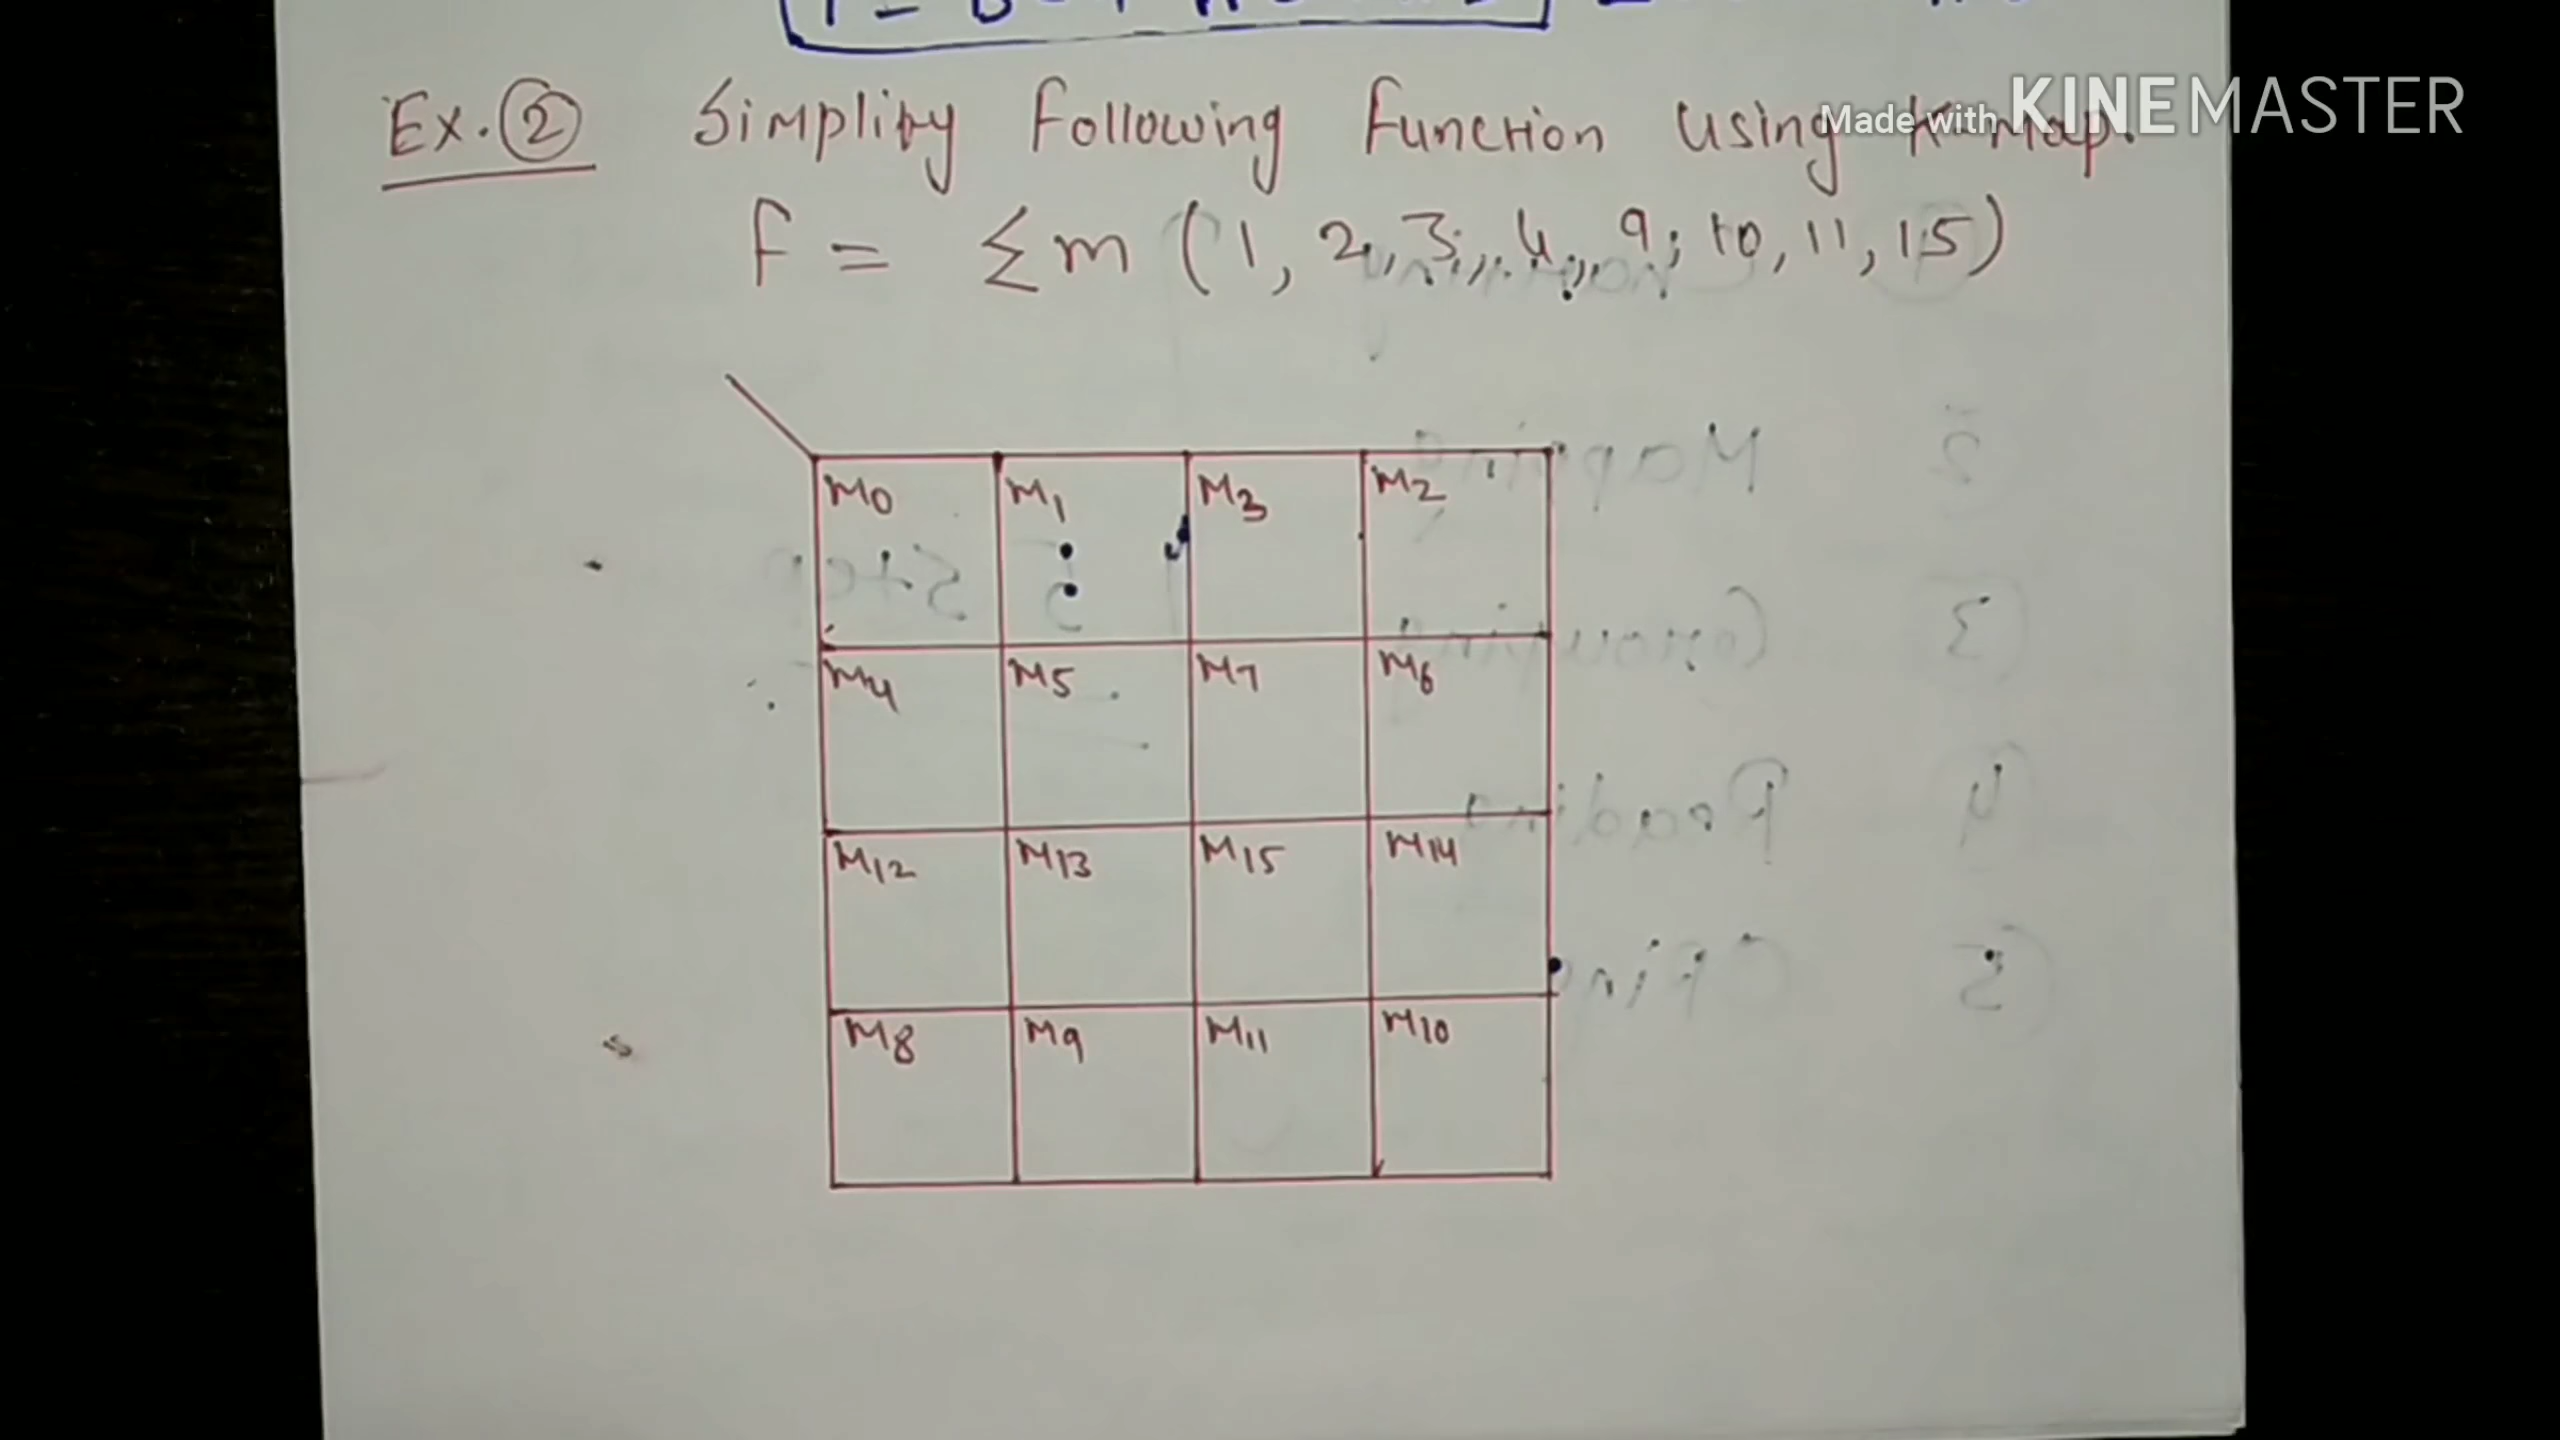 Ex. 2 Simplify Following Function using K-map.
Made with KINEMASTER
F = Σm (1, 2, 3, 4, 9, 10, 11, 15)
M0 M1 M3 M2
M4 M5 M7 M6
M12 M13 M15 M14
M8 M9 M11 M10